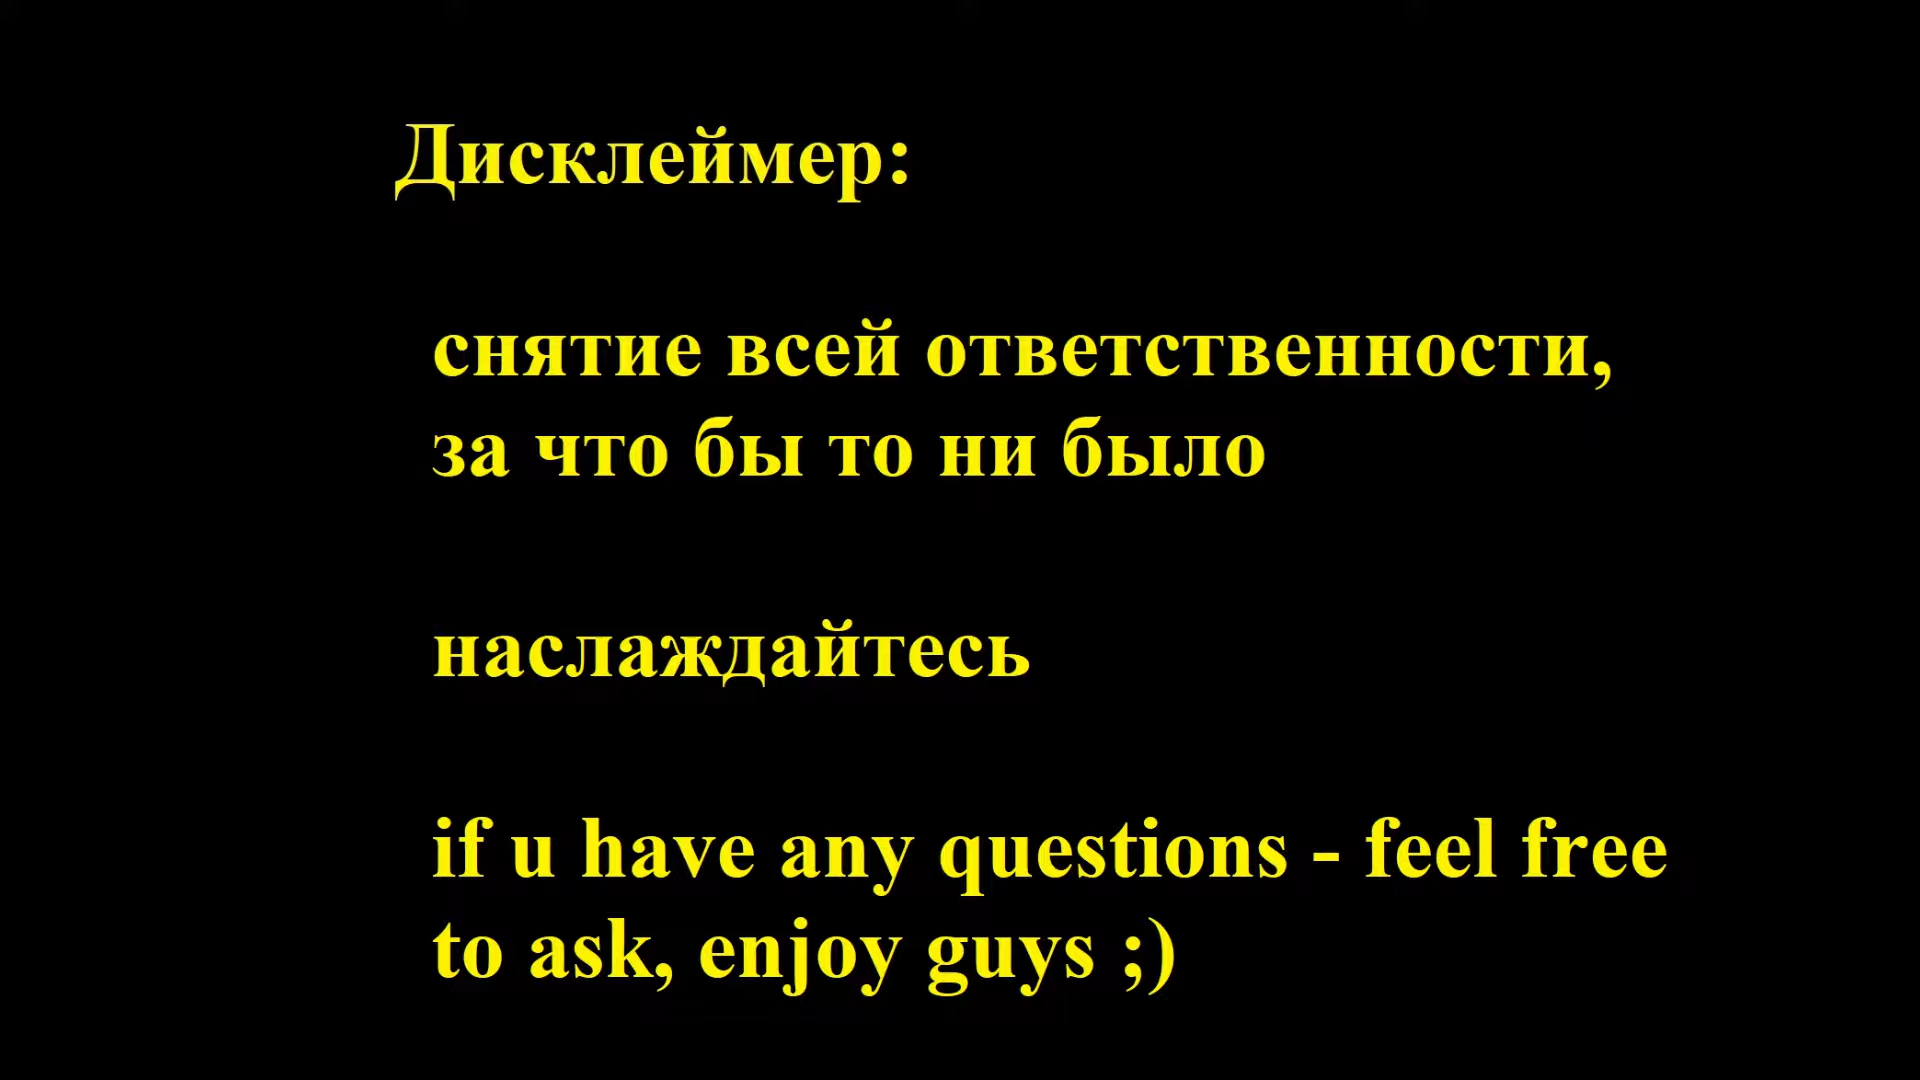 Дисклеймер:
снятие всей ответственности,
за что бы то ни было
наслаждайтесь
if u have any questions - feel free
to ask, enjoy guys ;)